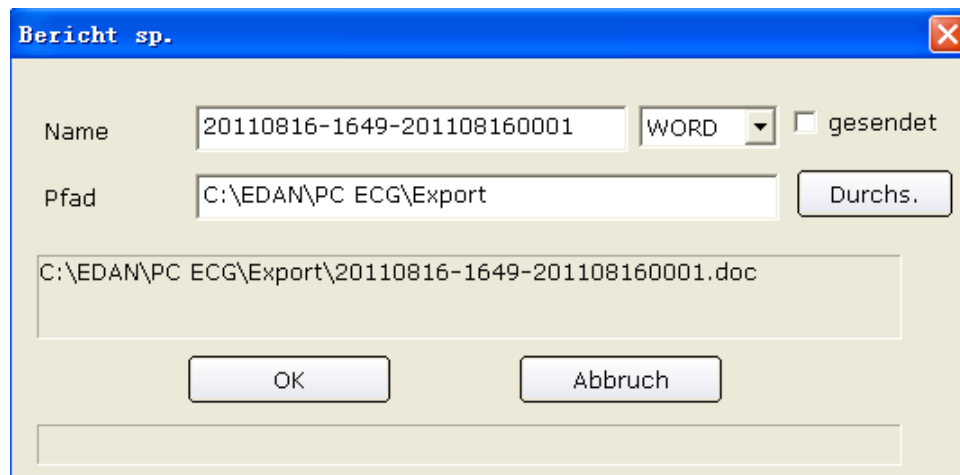 Bericht sp.
Name 20110816-1649-201108160001 WORD gesendet
Pfad C:\EDAN\PC ECG\Export Durchs.
C:\EDAN\PC ECG\Export\20110816-1649-201108160001.doc
OK Abbruch